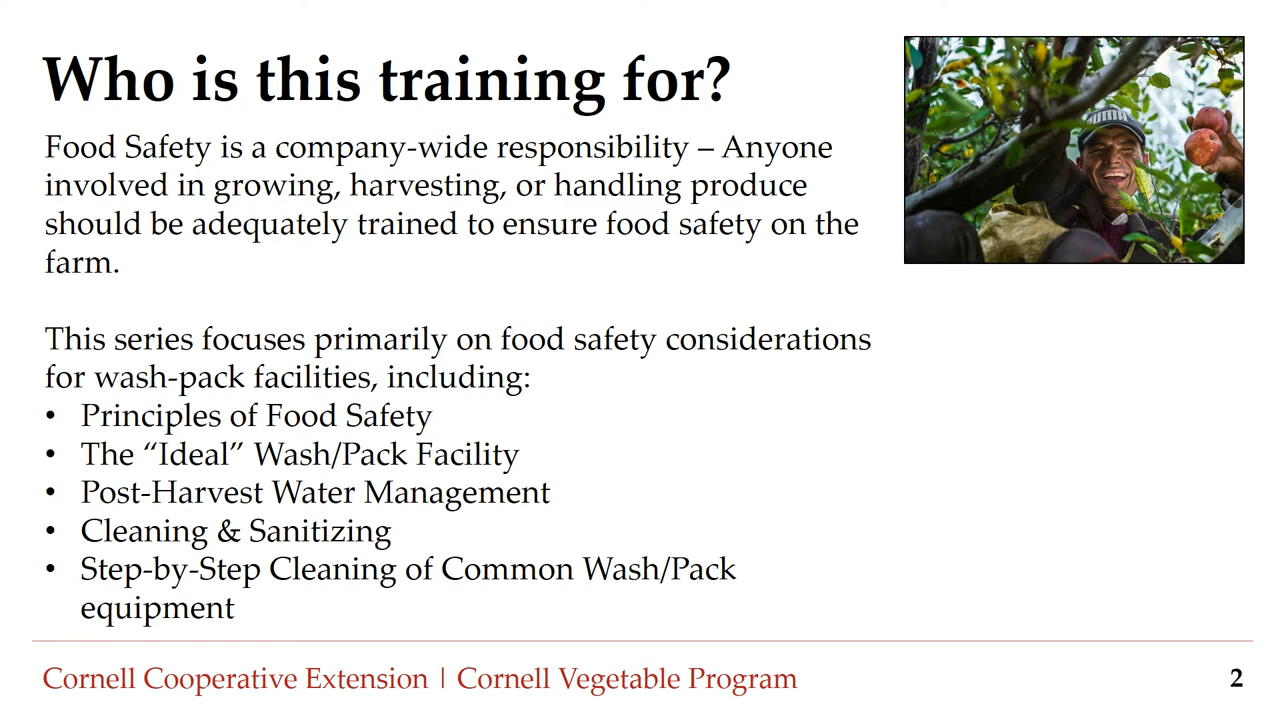 Who is this training for?
Food Safety is a company-wide responsibility – Anyone
involved in growing, harvesting, or handling produce
should be adequately trained to ensure food safety on the
farm.
This series focuses primarily on food safety considerations
for wash-pack facilities, including:
• Principles of Food Safety
• The “Ideal” Wash/Pack Facility
• Post-Harvest Water Management
• Cleaning & Sanitizing
• Step-by-Step Cleaning of Common Wash/Pack
equipment
PUMA
Cornell Cooperative Extension | Cornell Vegetable Program
2